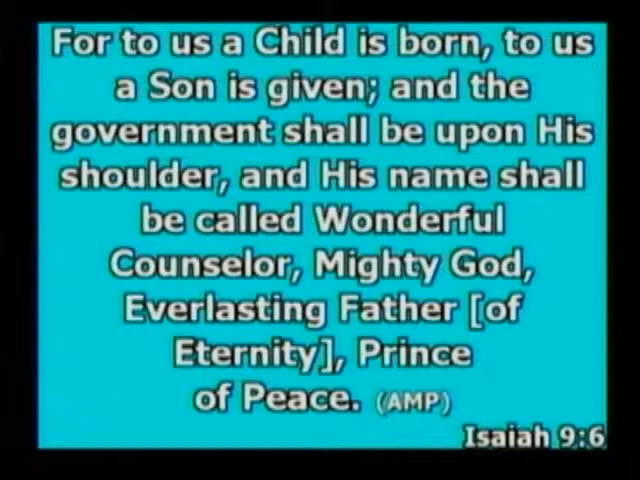 For to us a Child is born, to us
a Son is given; and the
government shall be upon His
shoulder, and His name shall
be called Wonderful
Counselor, Mighty God,
Everlasting Father [of
Eternity], Prince
of Peace. (AMP)
Isaiah 9:6